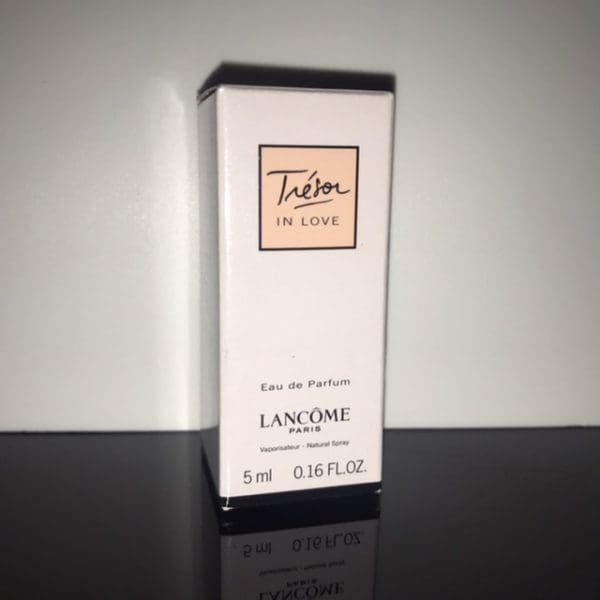 Trésor
IN LOVE
Eau de Parfum
LANCÔME
PARIS
Vaporisateur - Natural Spray
5 ml 0.16 FL.OZ.